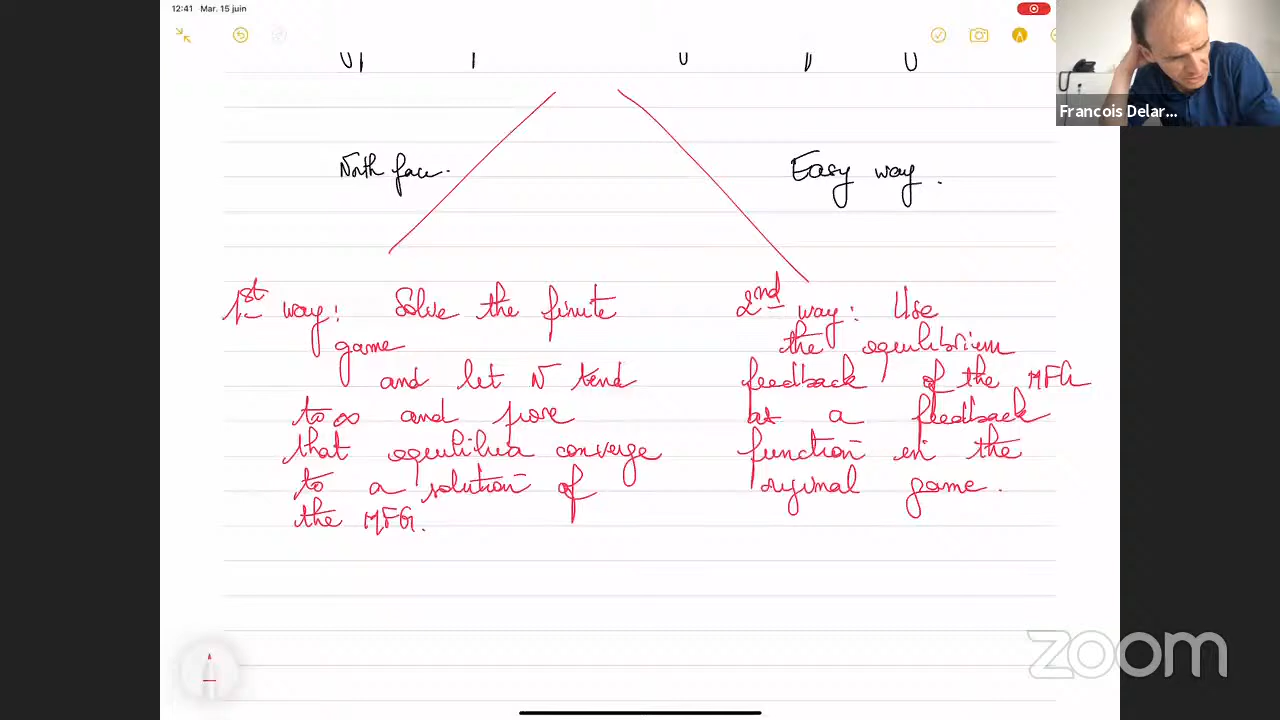 12:41 Mar. 15 juin
Francois Delar...
North face.
Easy way.
1st way: Solve the finite
game
and let N tend
to ∞ and prove
that equilibria converge
to a solution of
the MFG.
2nd way: Use
the equilibrium
feedback of the MFG
as a feedback
function in the
original game.
zoom